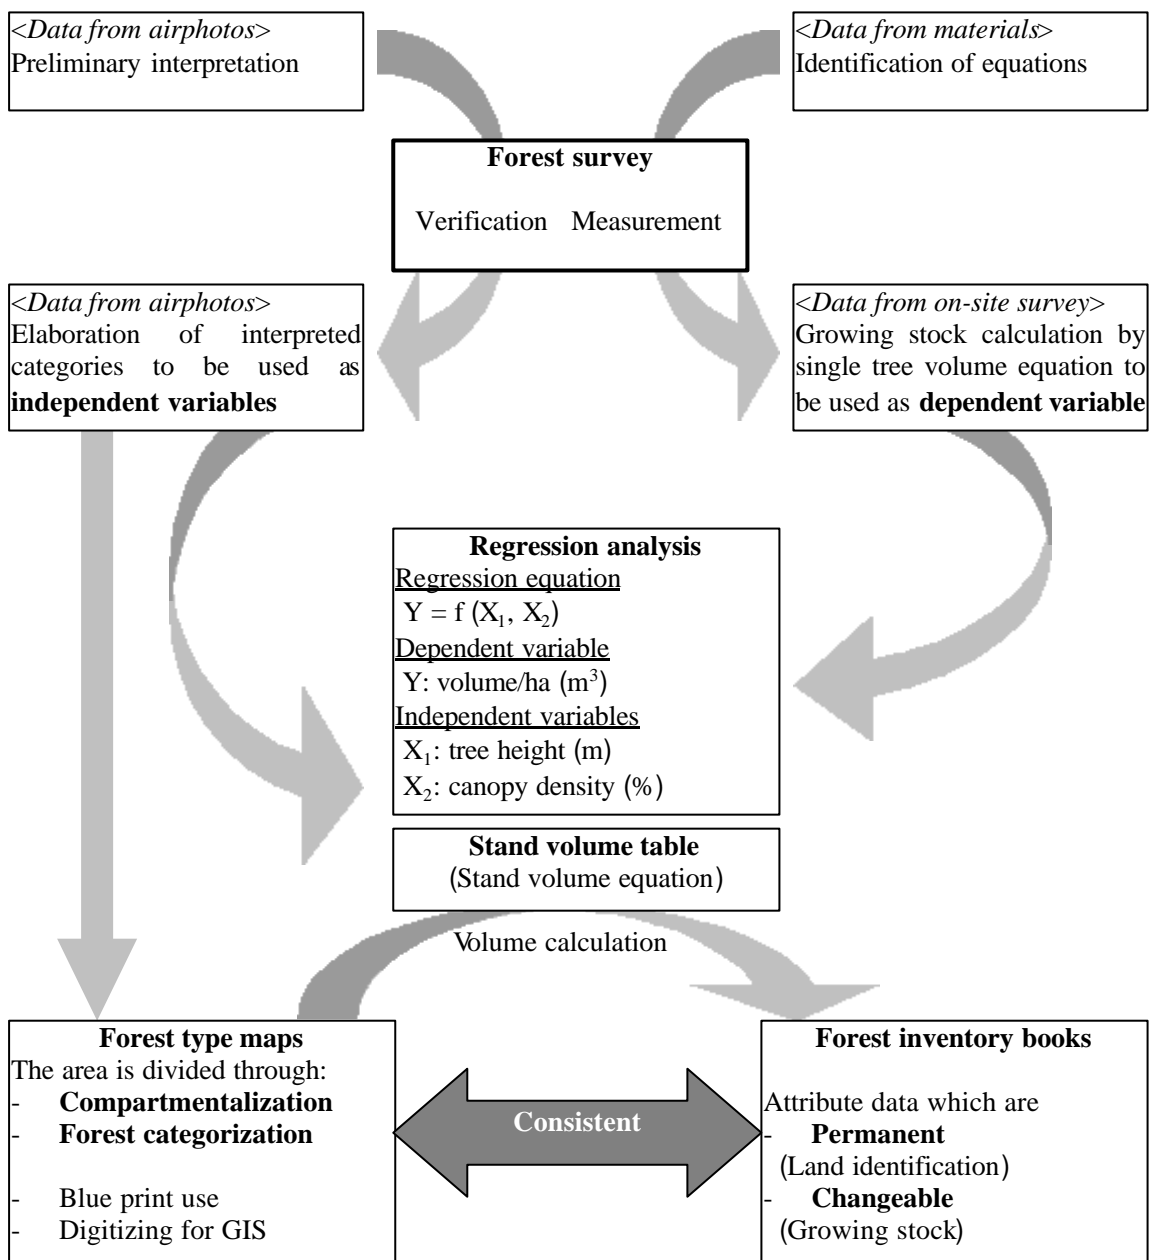 <Data from airphotos>
Preliminary interpretation
<Data from materials>
Identification of equations
Forest survey
Verification Measurement
<Data from airphotos>
Elaboration of interpreted
categories to be used as
independent variables
<Data from on-site survey>
Growing stock calculation by
single tree volume equation to
be used as dependent variable
Regression analysis
Regression equation
Y = f (X₁, X₂)
Dependent variable
Y: volume/ha (m³)
Independent variables
X₁: tree height (m)
X₂: canopy density (%)
Stand volume table
(Stand volume equation)
Volume calculation
Forest type maps
The area is divided through:
- Compartmentalization
- Forest categorization
- Blue print use
- Digitizing for GIS
Consistent
Forest inventory books
Attribute data which are
- Permanent
(Land identification)
- Changeable
(Growing stock)